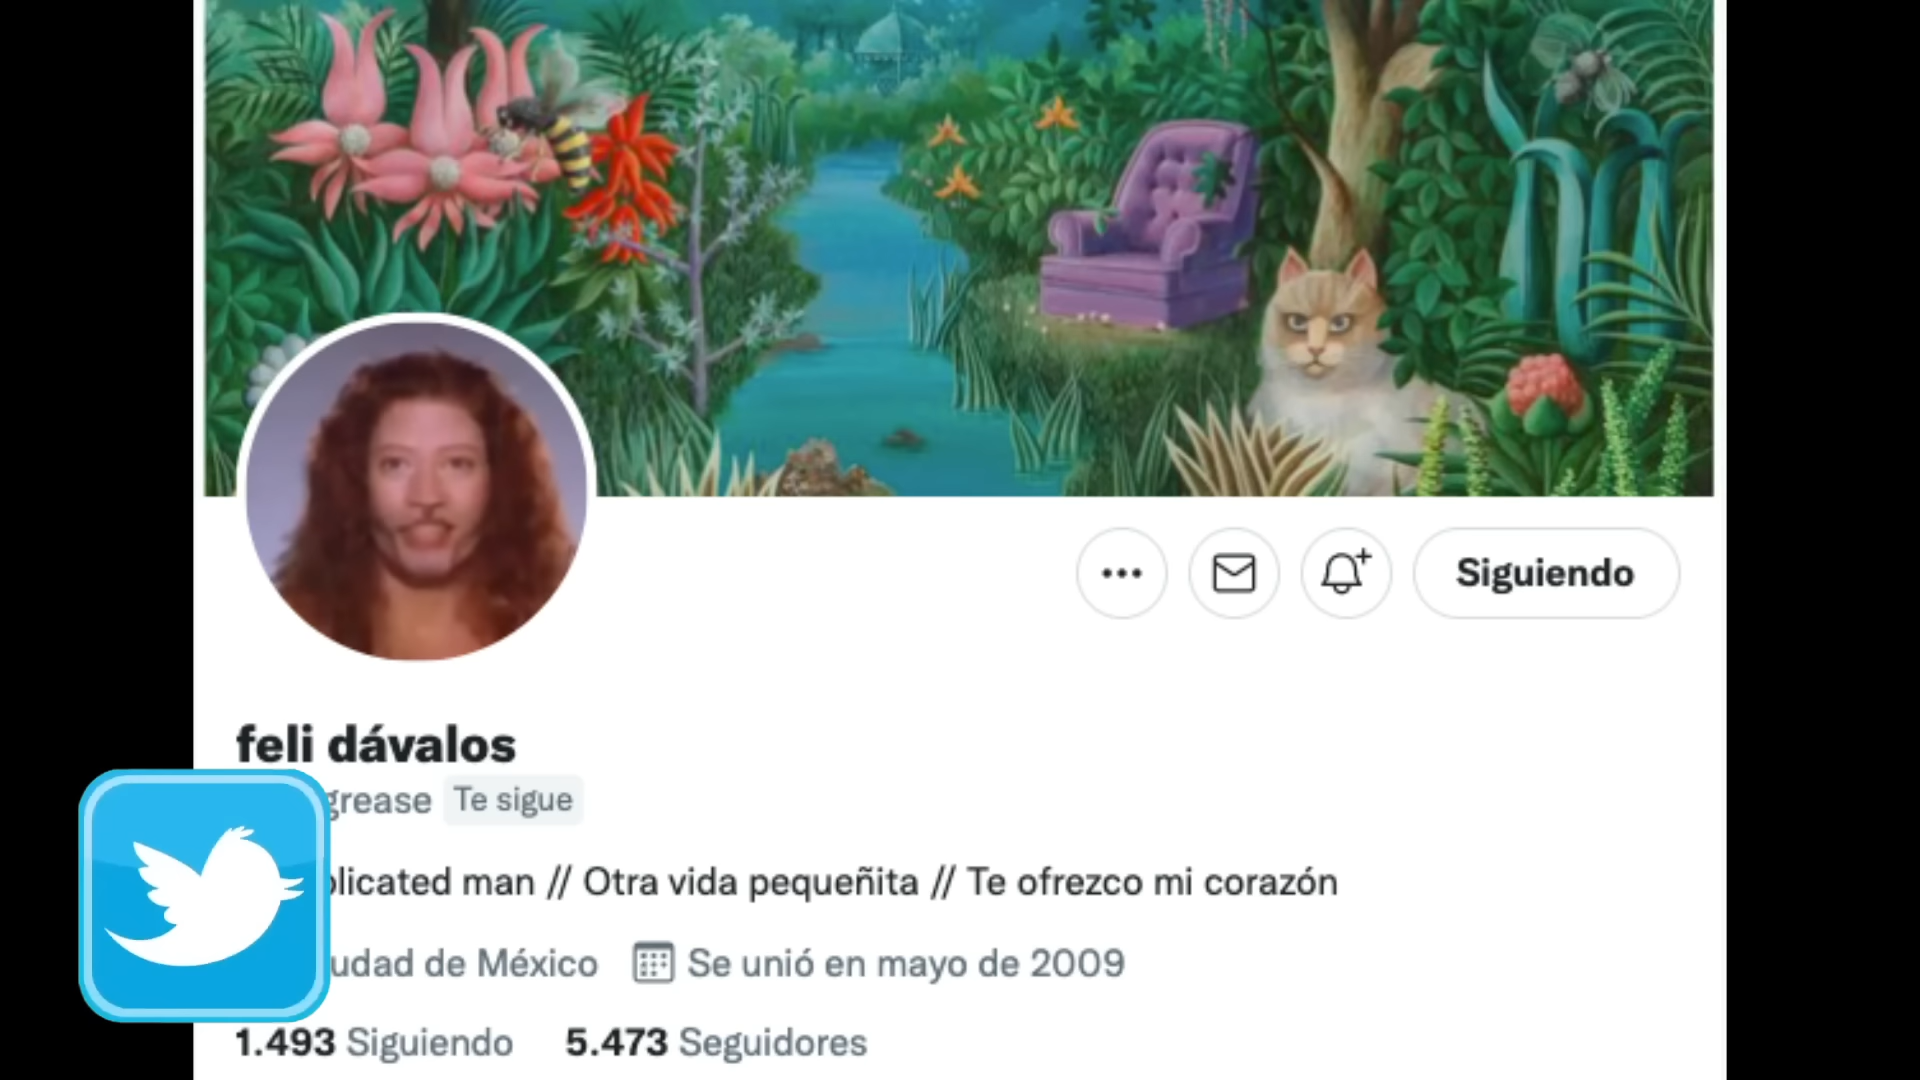 Siguiendo
feli dávalos
grease Te sigue
plicated man // Otra vida pequeñita // Te ofrezco mi corazón
udad de México Se unió en mayo de 2009
1.493 Siguiendo 5.473 Seguidores